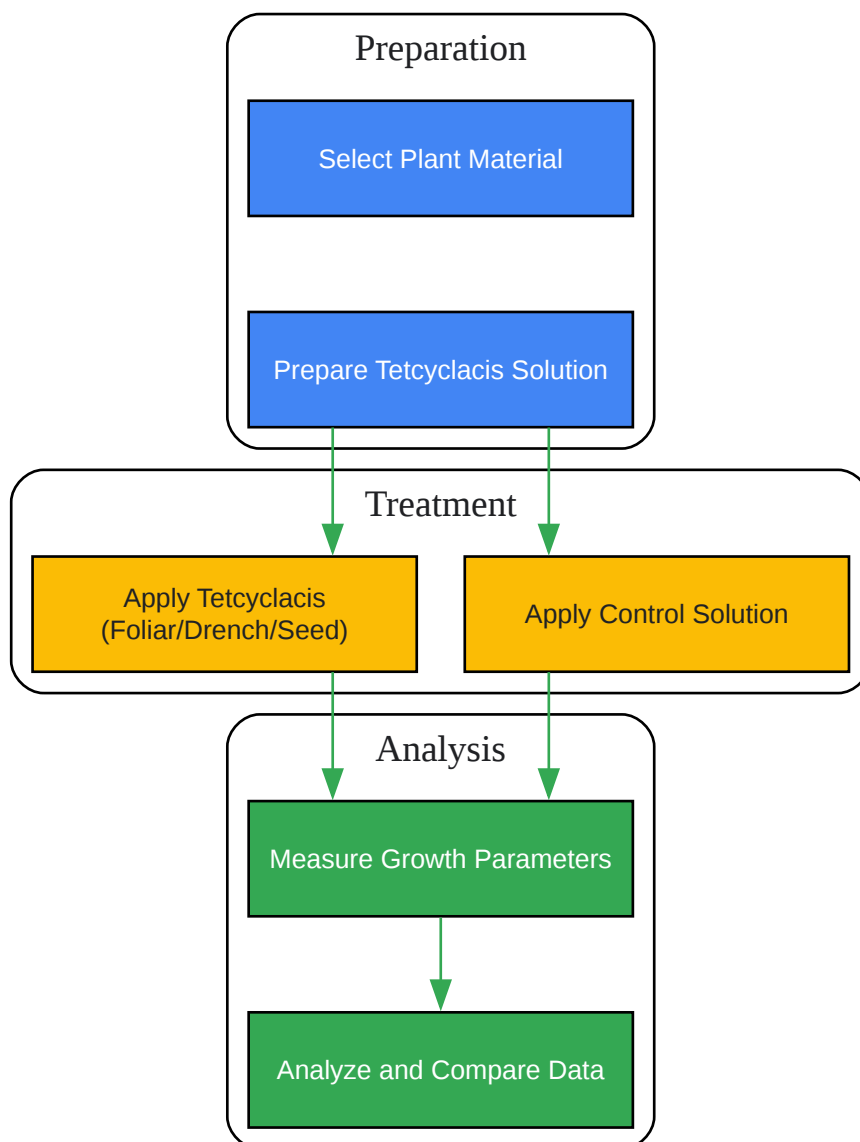 Preparation
Select Plant Material
Prepare Tetcyclacis Solution
Treatment
Apply Tetcyclacis
(Foliar/Drench/Seed)
Apply Control Solution
Analysis
Measure Growth Parameters
Analyze and Compare Data